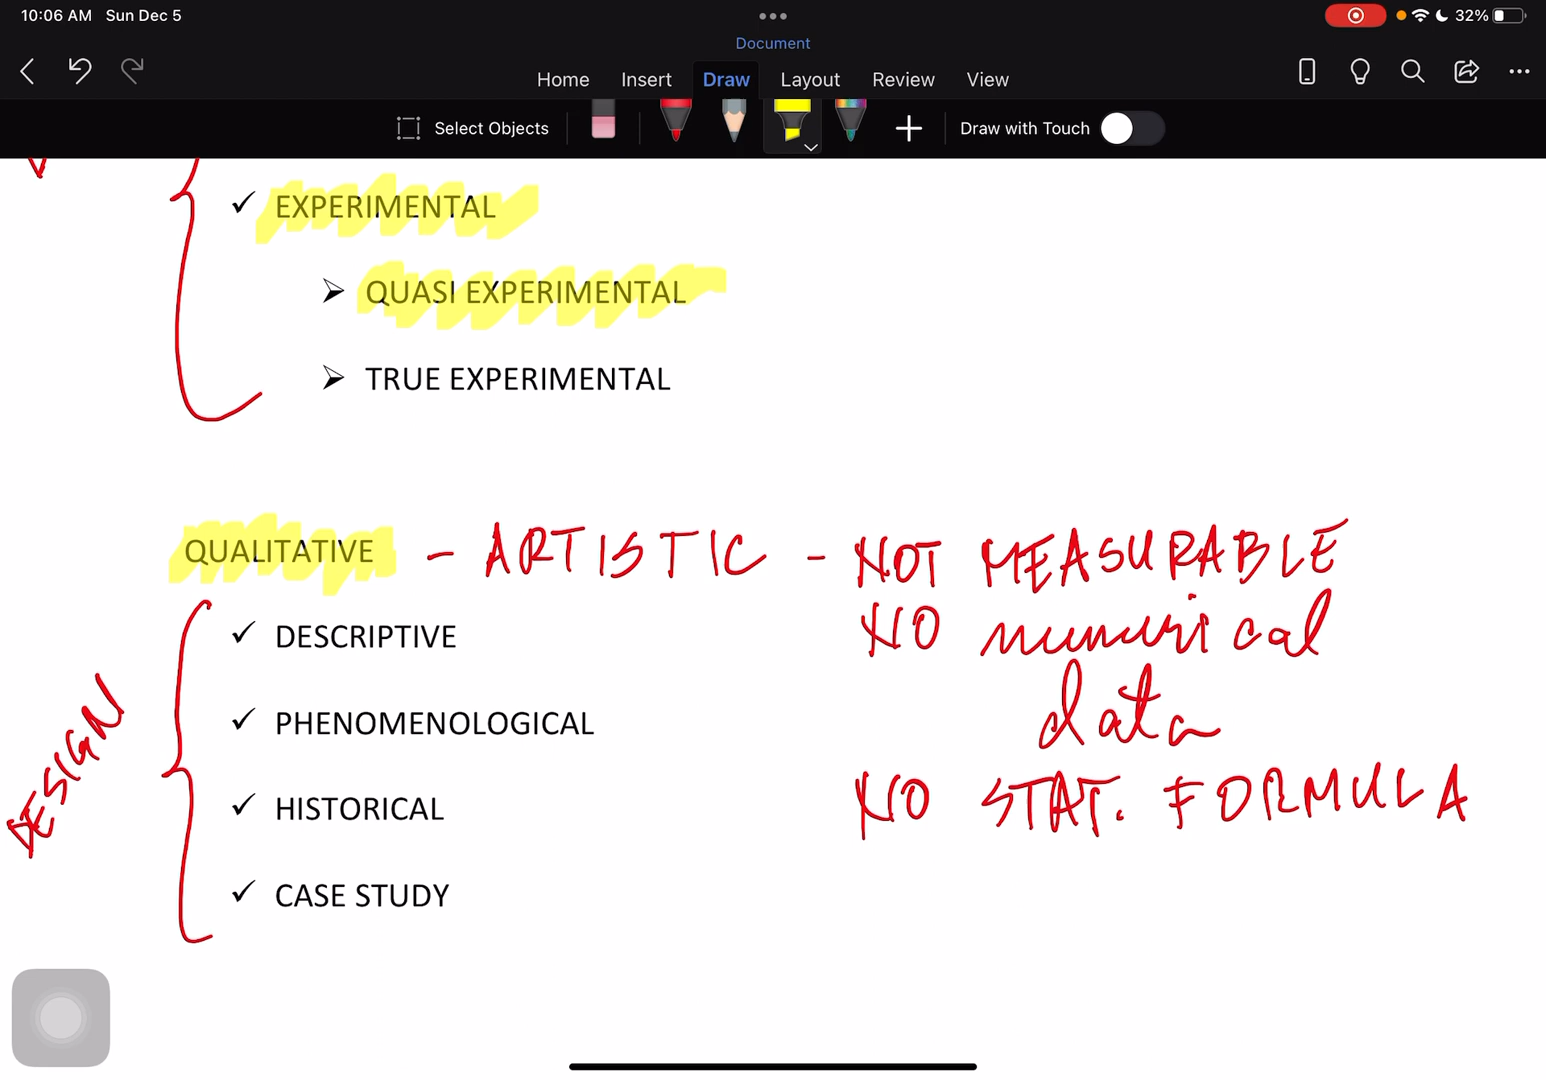 10:06 AM Sun Dec 5
32%
Document
Home Insert Draw Layout Review View
Select Objects
Draw with Touch
✓ EXPERIMENTAL
➢ QUASI EXPERIMENTAL
➢ TRUE EXPERIMENTAL
QUALITATIVE - ARTISTIC - NOT MEASURABLE
✓ DESCRIPTIVE NO numerical
data
✓ PHENOMENOLOGICAL
✓ HISTORICAL NO STAT. FORMULA
✓ CASE STUDY
DESIGN